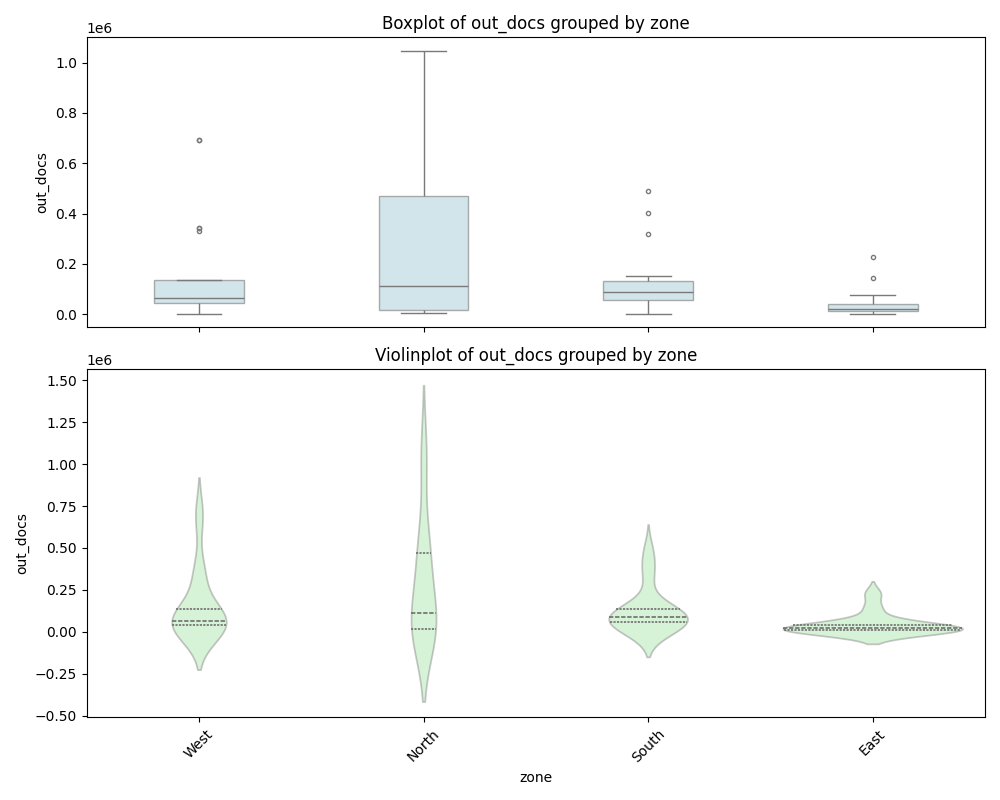 Boxplot of out_docs grouped by zone
1e6
1.0
0.8
0.6
0.4
0.2
0.0
out_docs
Violinplot of out_docs grouped by zone
1e6
1.50
1.25
1.00
0.75
0.50
0.25
0.00
−0.25
−0.50
out_docs
West
North
South
East
zone